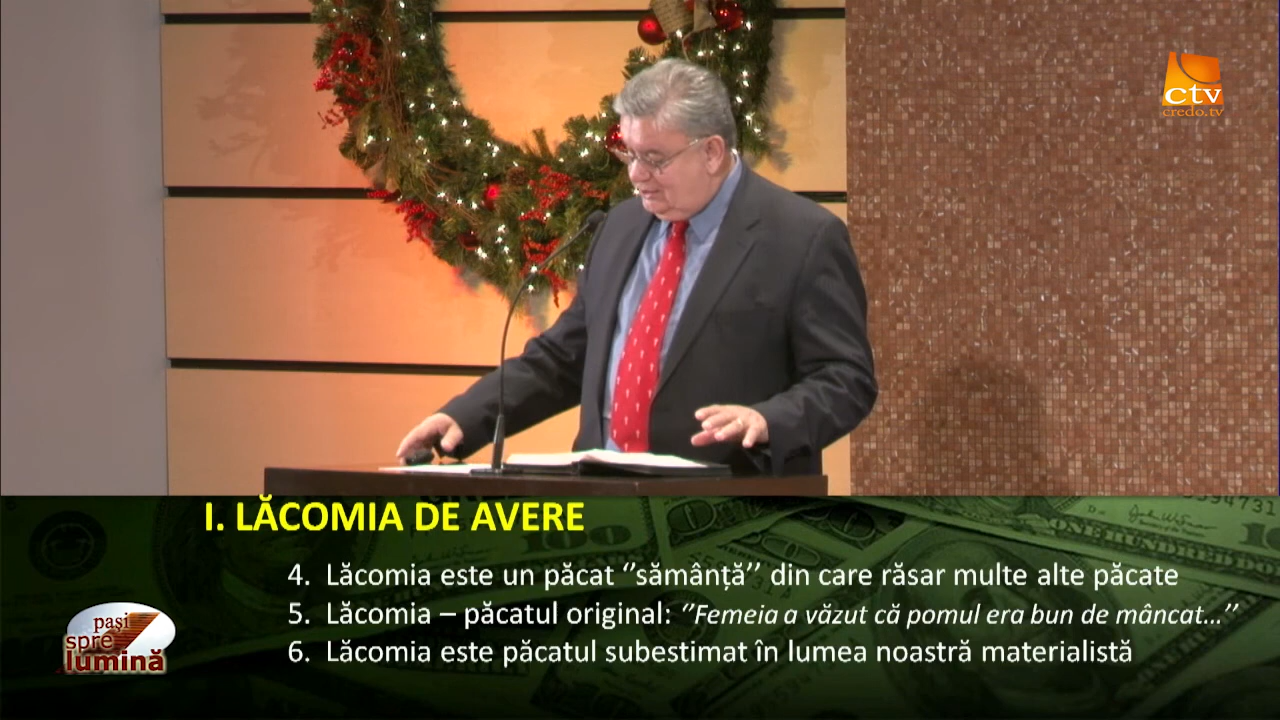 ctv
credo.tv
I. LĂCOMIA DE AVERE
4. Lăcomia este un păcat ‘’sămânță’’ din care răsar multe alte păcate
5. Lăcomia – păcatul original: ‘’Femeia a văzut că pomul era bun de mâncat…’’
6. Lăcomia este păcatul subestimat în lumea noastră materialistă
pași
spre
lumină
100